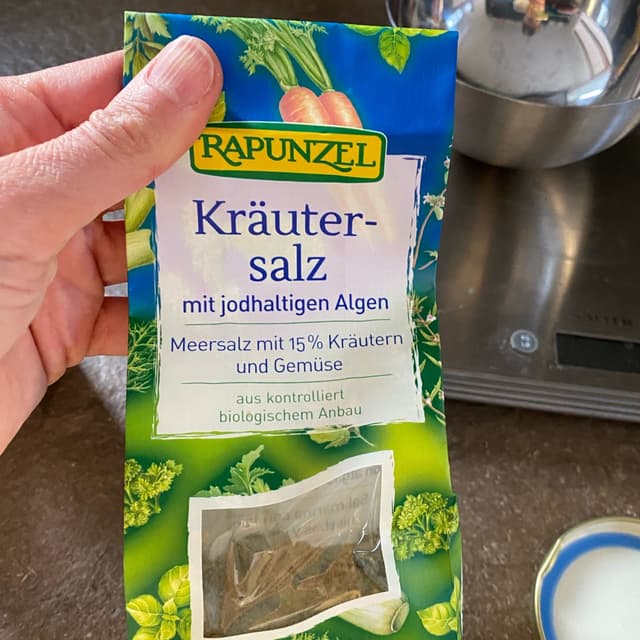 RAPUNZEL
Kräuter-
salz
mit jodhaltigen Algen
Meersalz mit 15% Kräutern
und Gemüse
aus kontrolliert
biologischem Anbau